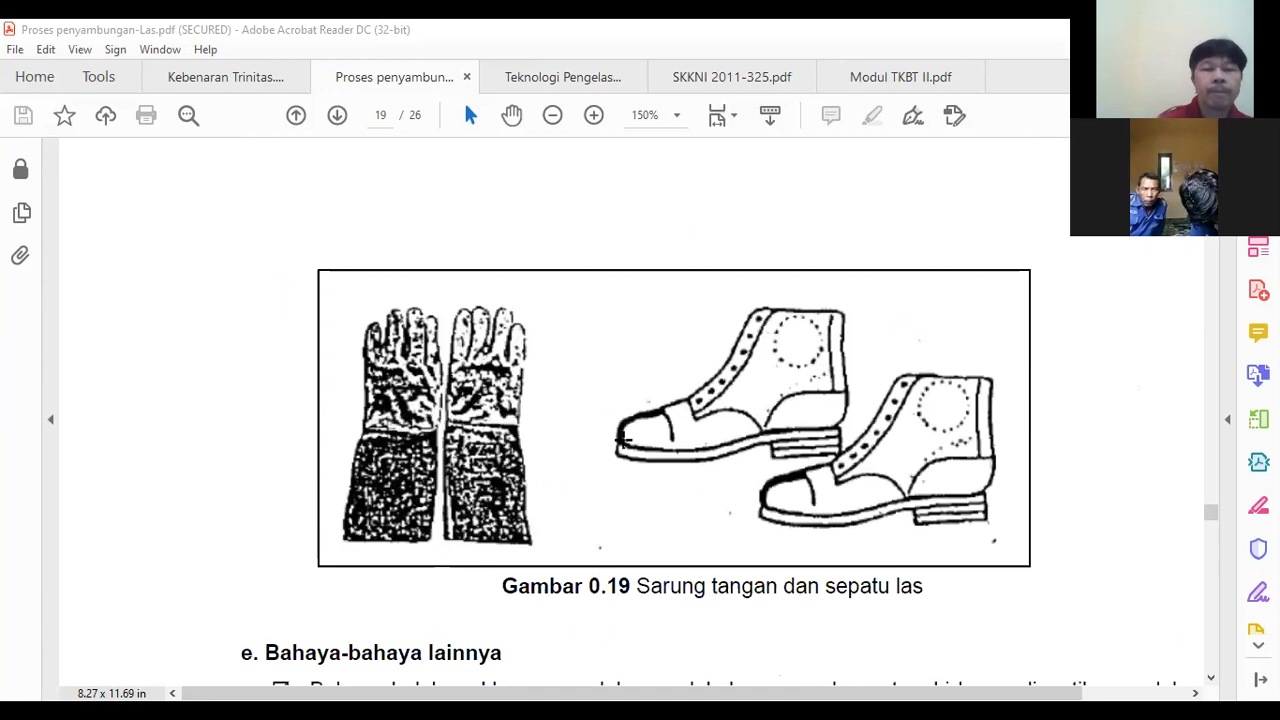 Proses penyambungan-Las.pdf (SECURED) - Adobe Acrobat Reader DC (32-bit)
File Edit View Sign Window Help
Home Tools Kebenaran Trinitas.... Proses penyambun... × Teknologi Pengelas... SKKNI 2011-325.pdf Modul TKBT II.pdf
19 / 26 150%
Gambar 0.19 Sarung tangan dan sepatu las
e. Bahaya-bahaya lainnya
8.27 x 11.69 in